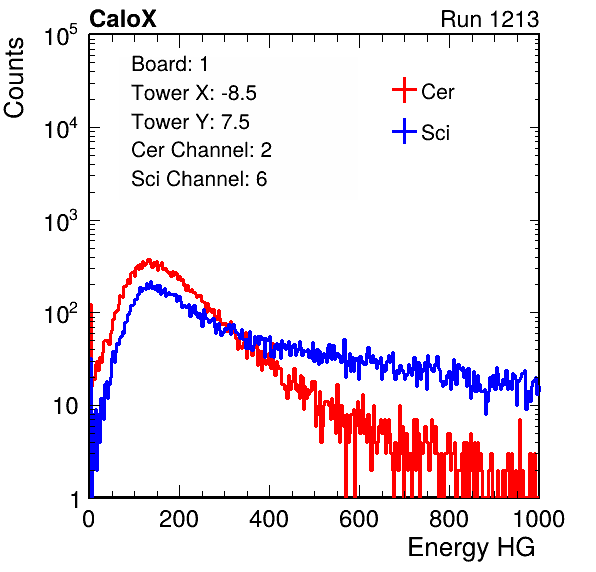 CaloX Run 1213
Counts
Board: 1
Tower X: -8.5
Tower Y: 7.5
Cer Channel: 2
Sci Channel: 6
Cer
Sci
10^5
10^4
10^3
10^2
10
1
0 200 400 600 800 1000
Energy HG